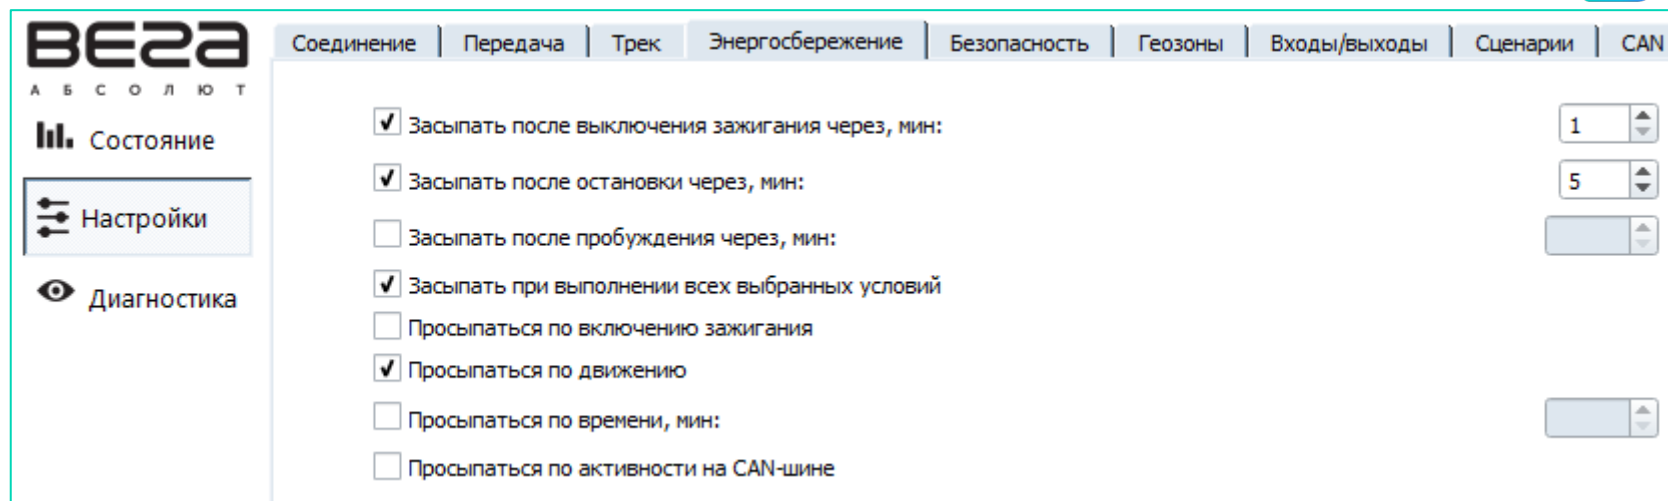 ВЕГА
АБСОЛЮТ
Состояние
Настройки
Диагностика
Соединение Передача Трек Энергосбережение Безопасность Геозоны Входы/выходы Сценарии CAN
Засыпать после выключения зажигания через, мин: 1
Засыпать после остановки через, мин: 5
Засыпать после пробуждения через, мин:
Засыпать при выполнении всех выбранных условий
Просыпаться по включению зажигания
Просыпаться по движению
Просыпаться по времени, мин:
Просыпаться по активности на CAN-шине